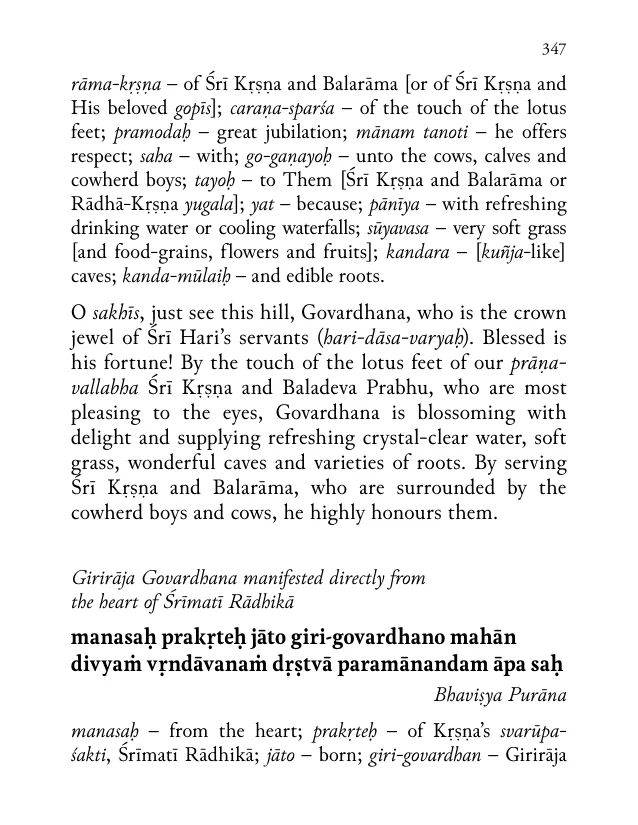 347
rāma-kṛṣṇa – of Śrī Kṛṣṇa and Balarāma [or of Śrī Kṛṣṇa and
His beloved gopīs]; caraṇa-sparśa – of the touch of the lotus
feet; pramodaḥ – great jubilation; mānam tanoti – he offers
respect; saha – with; go-gaṇayoḥ – unto the cows, calves and
cowherd boys; tayoḥ – to Them [Śrī Kṛṣṇa and Balarāma or
Rādhā-Kṛṣṇa yugala]; yat – because; pānīya – with refreshing
drinking water or cooling waterfalls; sūyavasa – very soft grass
[and food-grains, flowers and fruits]; kandara – [kuñja-like]
caves; kanda-mūlaiḥ – and edible roots.
O sakhīs, just see this hill, Govardhana, who is the crown
jewel of Śrī Hari’s servants (hari-dāsa-varyaḥ). Blessed is
his fortune! By the touch of the lotus feet of our prāṇa-
vallabha Śrī Kṛṣṇa and Baladeva Prabhu, who are most
pleasing to the eyes, Govardhana is blossoming with
delight and supplying refreshing crystal-clear water, soft
grass, wonderful caves and varieties of roots. By serving
Śrī Kṛṣṇa and Balarāma, who are surrounded by the
cowherd boys and cows, he highly honours them.
Girirāja Govardhana manifested directly from
the heart of Śrīmatī Rādhikā
manasaḥ prakṛteḥ jāto giri-govardhano mahān
divyaṁ vṛndāvanaṁ dṛṣtvā paramānandam āpa saḥ
Bhaviṣya Purāna
manasaḥ – from the heart; prakṛteḥ – of Kṛṣṇa’s svarūpa-
śakti, Śrīmatī Rādhikā; jāto – born; giri-govardhan – Girirāja